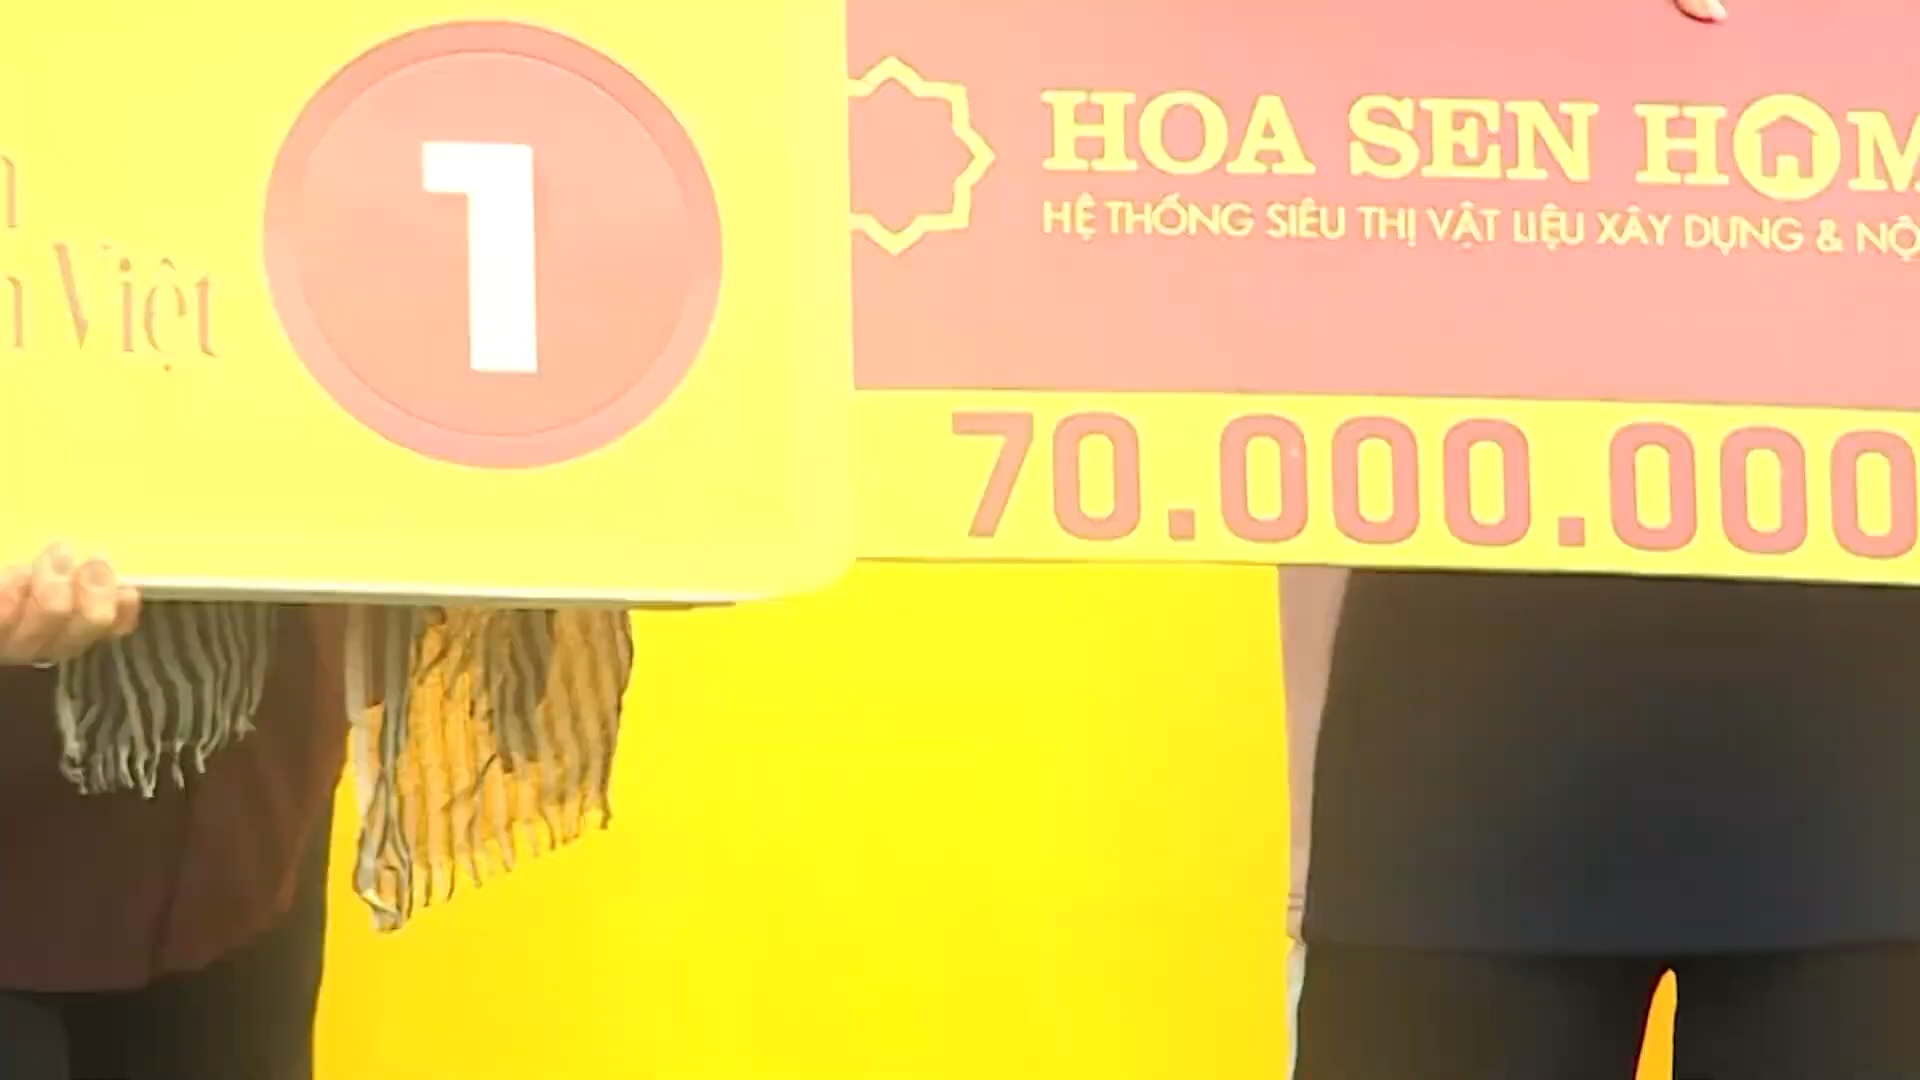 Việt
1
HOA SEN HOM
HỆ THỐNG SIÊU THỊ VẬT LIỆU XÂY DỰNG & NỘ
70.000.000